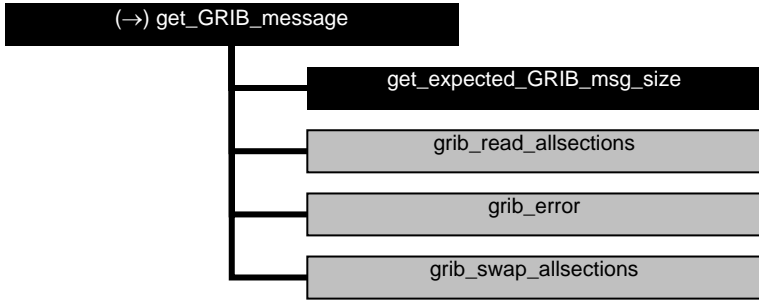 (→) get_GRIB_message
get_expected_GRIB_msg_size
grib_read_allsections
grib_error
grib_swap_allsections